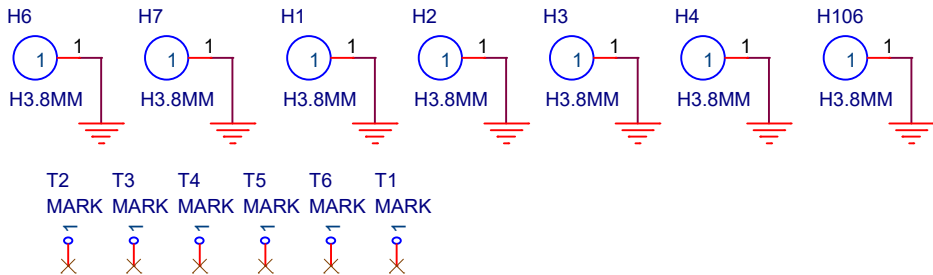 H6 H7 H1 H2 H3 H4 H106
1 1 1 1 1 1 1
1 1 1 1 1 1 1
H3.8MM H3.8MM H3.8MM H3.8MM H3.8MM H3.8MM H3.8MM
T2 T3 T4 T5 T6 T1
MARK MARK MARK MARK MARK MARK
1 1 1 1 1 1